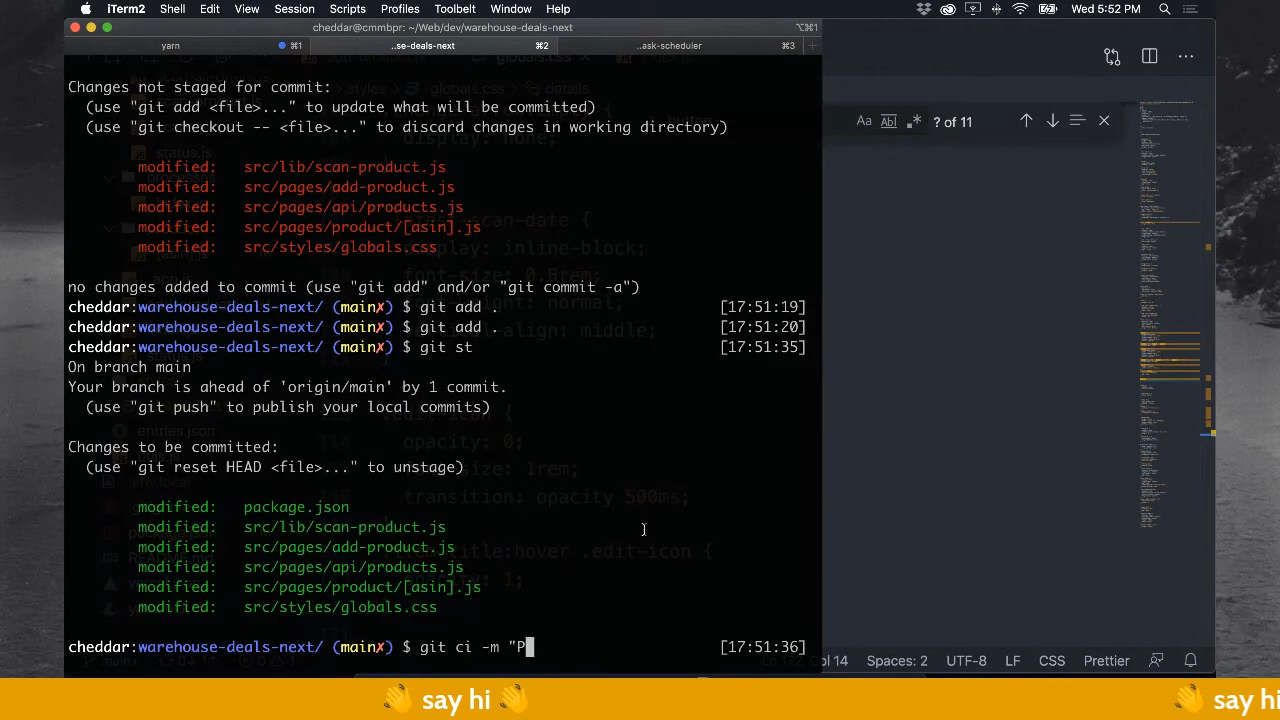 iTerm2 Shell Edit View Session Scripts Profiles Toolbelt Window Help Wed 5:52 PM
cheddar@cmmbpr: ~/Web/dev/warehouse-deals-next ⌥⌘1
yarn ⌘1 ..se-deals-next ⌘2 ..ask-scheduler ⌘3
Changes not staged for commit:
(use "git add <file>..." to update what will be committed)
(use "git checkout -- <file>..." to discard changes in working directory)
Aa Ab .* ? of 11
modified: src/lib/scan-product.js
modified: src/pages/add-product.js
modified: src/pages/api/products.js
modified: src/pages/product/[asin].js
modified: src/styles/globals.css
no changes added to commit (use "git add" and/or "git commit -a")
cheddar:warehouse-deals-next/ (main✗) $ git add . [17:51:19]
cheddar:warehouse-deals-next/ (main✗) $ git add . [17:51:20]
cheddar:warehouse-deals-next/ (main✗) $ git st [17:51:35]
On branch main
Your branch is ahead of 'origin/main' by 1 commit.
(use "git push" to publish your local commits)
Changes to be committed:
(use "git reset HEAD <file>..." to unstage)
modified: package.json
modified: src/lib/scan-product.js
modified: src/pages/add-product.js
modified: src/pages/api/products.js
modified: src/pages/product/[asin].js
modified: src/styles/globals.css
cheddar:warehouse-deals-next/ (main✗) $ git ci -m "P [17:51:36]
Ln 172, Col 14 Spaces: 2 UTF-8 LF CSS Prettier
👋 say hi 👋 👋 say hi